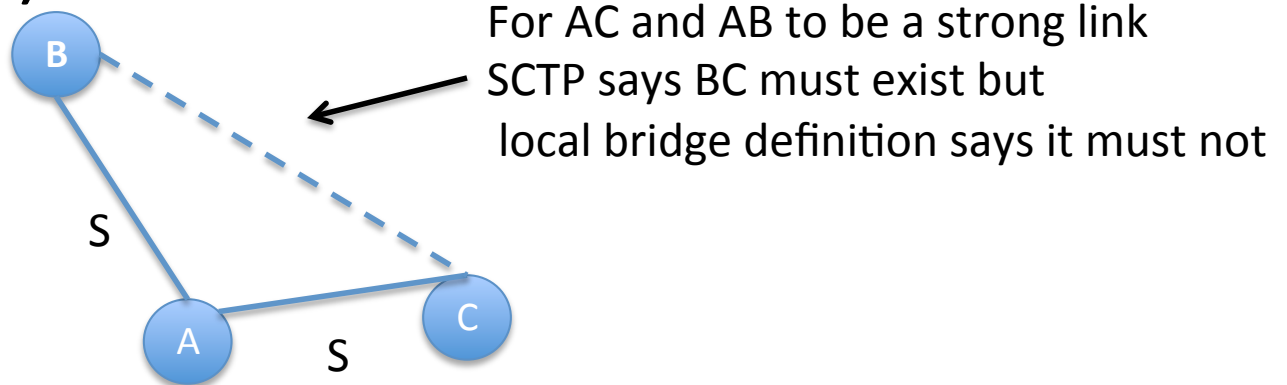 For AC and AB to be a strong link
B
SCTP says BC must exist but
local bridge definition says it must not
S
C
A
S